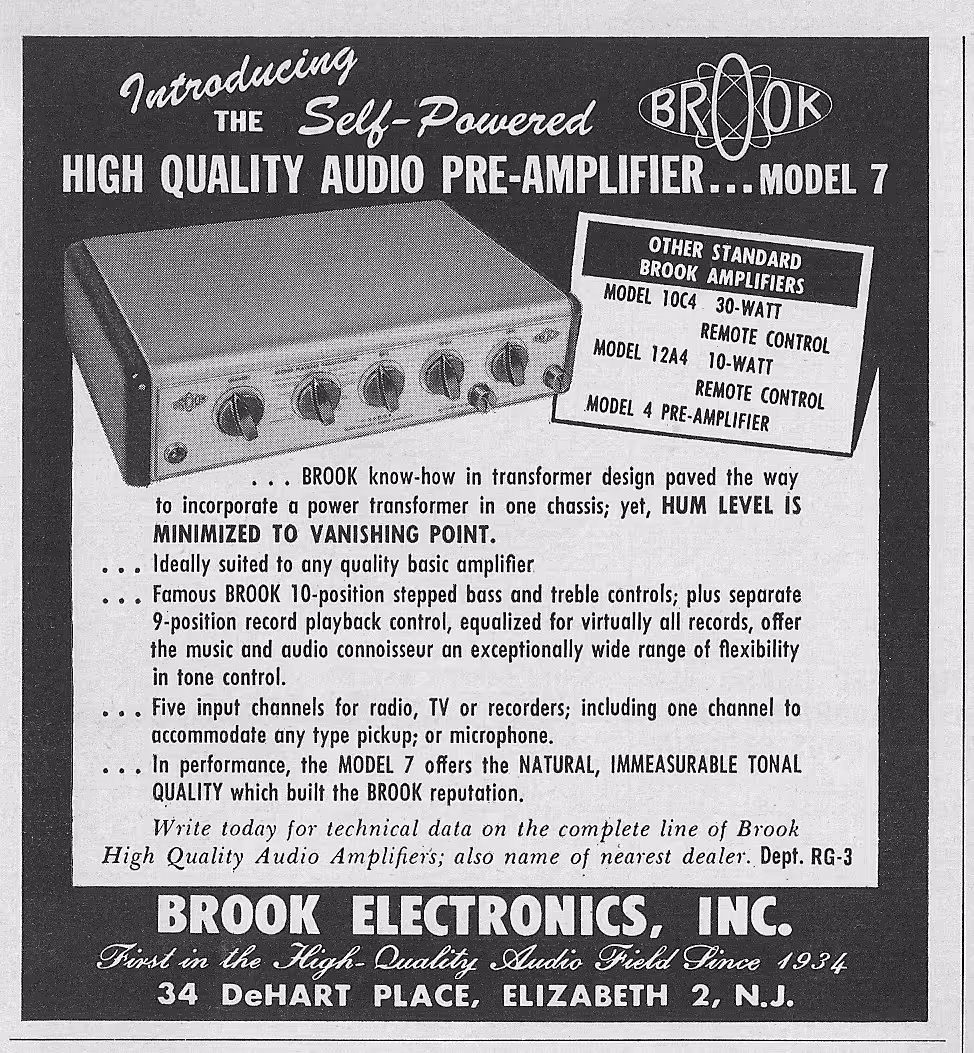 Introducing
THE Self-Powered
BROOK
HIGH QUALITY AUDIO PRE-AMPLIFIER...MODEL 7
OTHER STANDARD
BROOK AMPLIFIERS
MODEL 10C4 30-WATT
REMOTE CONTROL
MODEL 12A4 10-WATT
REMOTE CONTROL
MODEL 4 PRE-AMPLIFIER
... BROOK know-how in transformer design paved the way
to incorporate a power transformer in one chassis; yet, HUM LEVEL IS
MINIMIZED TO VANISHING POINT.
... Ideally suited to any quality basic amplifier
... Famous BROOK 10-position stepped bass and treble controls; plus separate
9-position record playback control, equalized for virtually all records, offer
the music and audio connoisseur an exceptionally wide range of flexibility
in tone control.
... Five input channels for radio, TV or recorders; including one channel to
accommodate any type pickup; or microphone.
... In performance, the MODEL 7 offers the NATURAL, IMMEASURABLE TONAL
QUALITY which built the BROOK reputation.
Write today for technical data on the complete line of Brook
High Quality Audio Amplifiers; also name of nearest dealer. Dept. RG-3
BROOK ELECTRONICS, INC.
First in the High-Quality Audio Field Since 1934
34 DeHART PLACE, ELIZABETH 2, N.J.